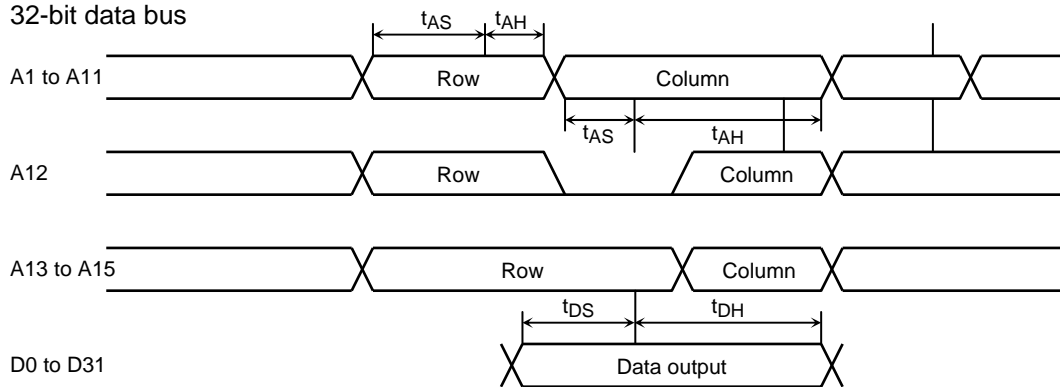 32-bit data bus
tAS tAH
A1 to A11 Row Column
tAS tAH
A12 Row Column
A13 to A15 Row Column
tDS tDH
D0 to D31 Data output